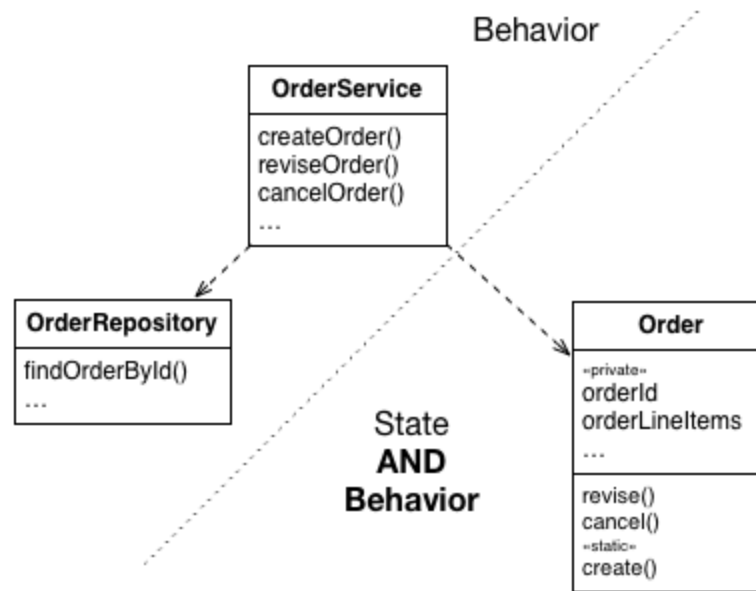 Behavior
OrderService
createOrder()
reviseOrder()
cancelOrder()
...
OrderRepository
findOrderById()
...
Order
«private»
orderId
orderLineItems
...
revise()
cancel()
«static»
create()
State
AND
Behavior